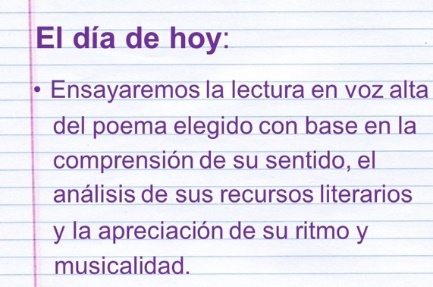 El día de hoy:
• Ensayaremos la lectura en voz alta
del poema elegido con base en la
comprensión de su sentido, el
análisis de sus recursos literarios
y la apreciación de su ritmo y
musicalidad.